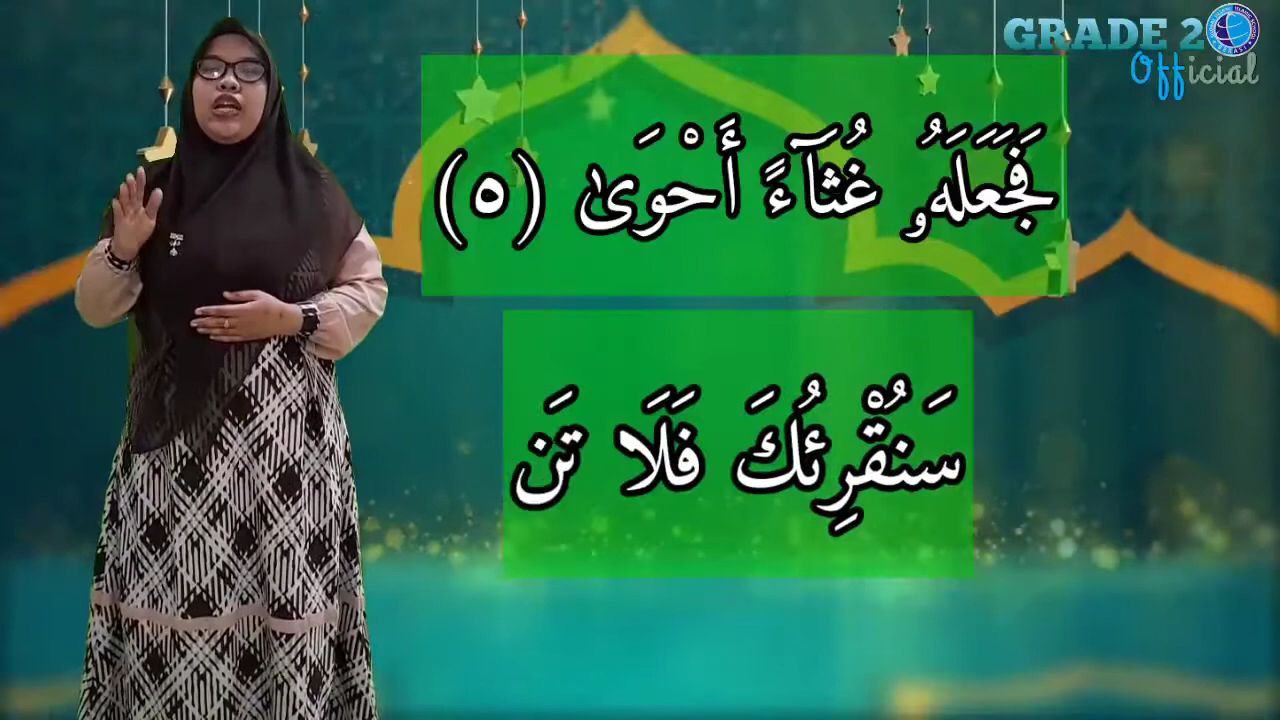 GRADE 2
Official
فَجَعَلَهُۥ غُثَآءً أَحْوَىٰ (٥)
سَنُقْرِئُكَ فَلَا تَن